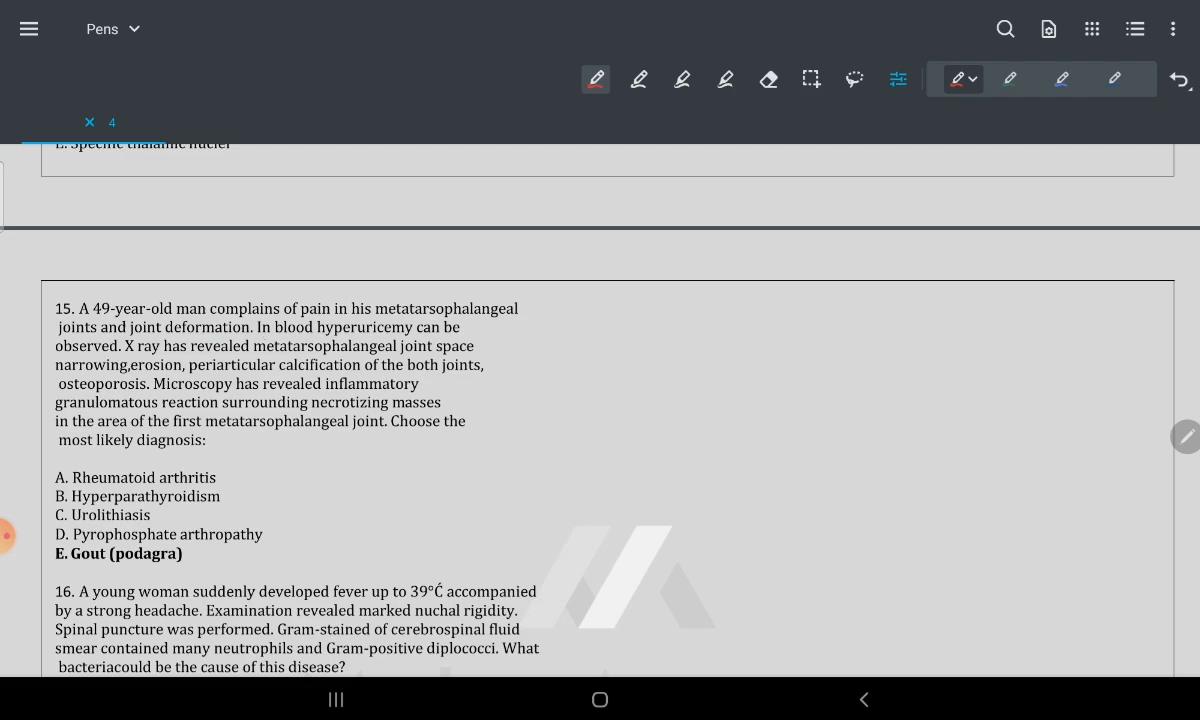 Pens
4
E. Specific thalamic nuclei
15. A 49-year-old man complains of pain in his metatarsophalangeal
joints and joint deformation. In blood hyperuricemy can be
observed. X ray has revealed metatarsophalangeal joint space
narrowing,erosion, periarticular calcification of the both joints,
osteoporosis. Microscopy has revealed inflammatory
granulomatous reaction surrounding necrotizing masses
in the area of the first metatarsophalangeal joint. Choose the
most likely diagnosis:
A. Rheumatoid arthritis
B. Hyperparathyroidism
C. Urolithiasis
D. Pyrophosphate arthropathy
E. Gout (podagra)
16. A young woman suddenly developed fever up to 39°Ć accompanied
by a strong headache. Examination revealed marked nuchal rigidity.
Spinal puncture was performed. Gram-stained of cerebrospinal fluid
smear contained many neutrophils and Gram-positive diplococci. What
bacteriacould be the cause of this disease?